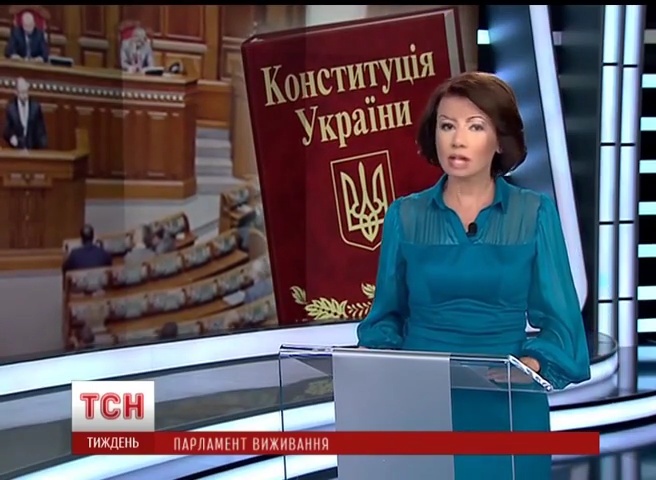 Конституція
України
ТСН
ТИЖДЕНЬ
ПАРЛАМЕНТ ВИЖИВАННЯ